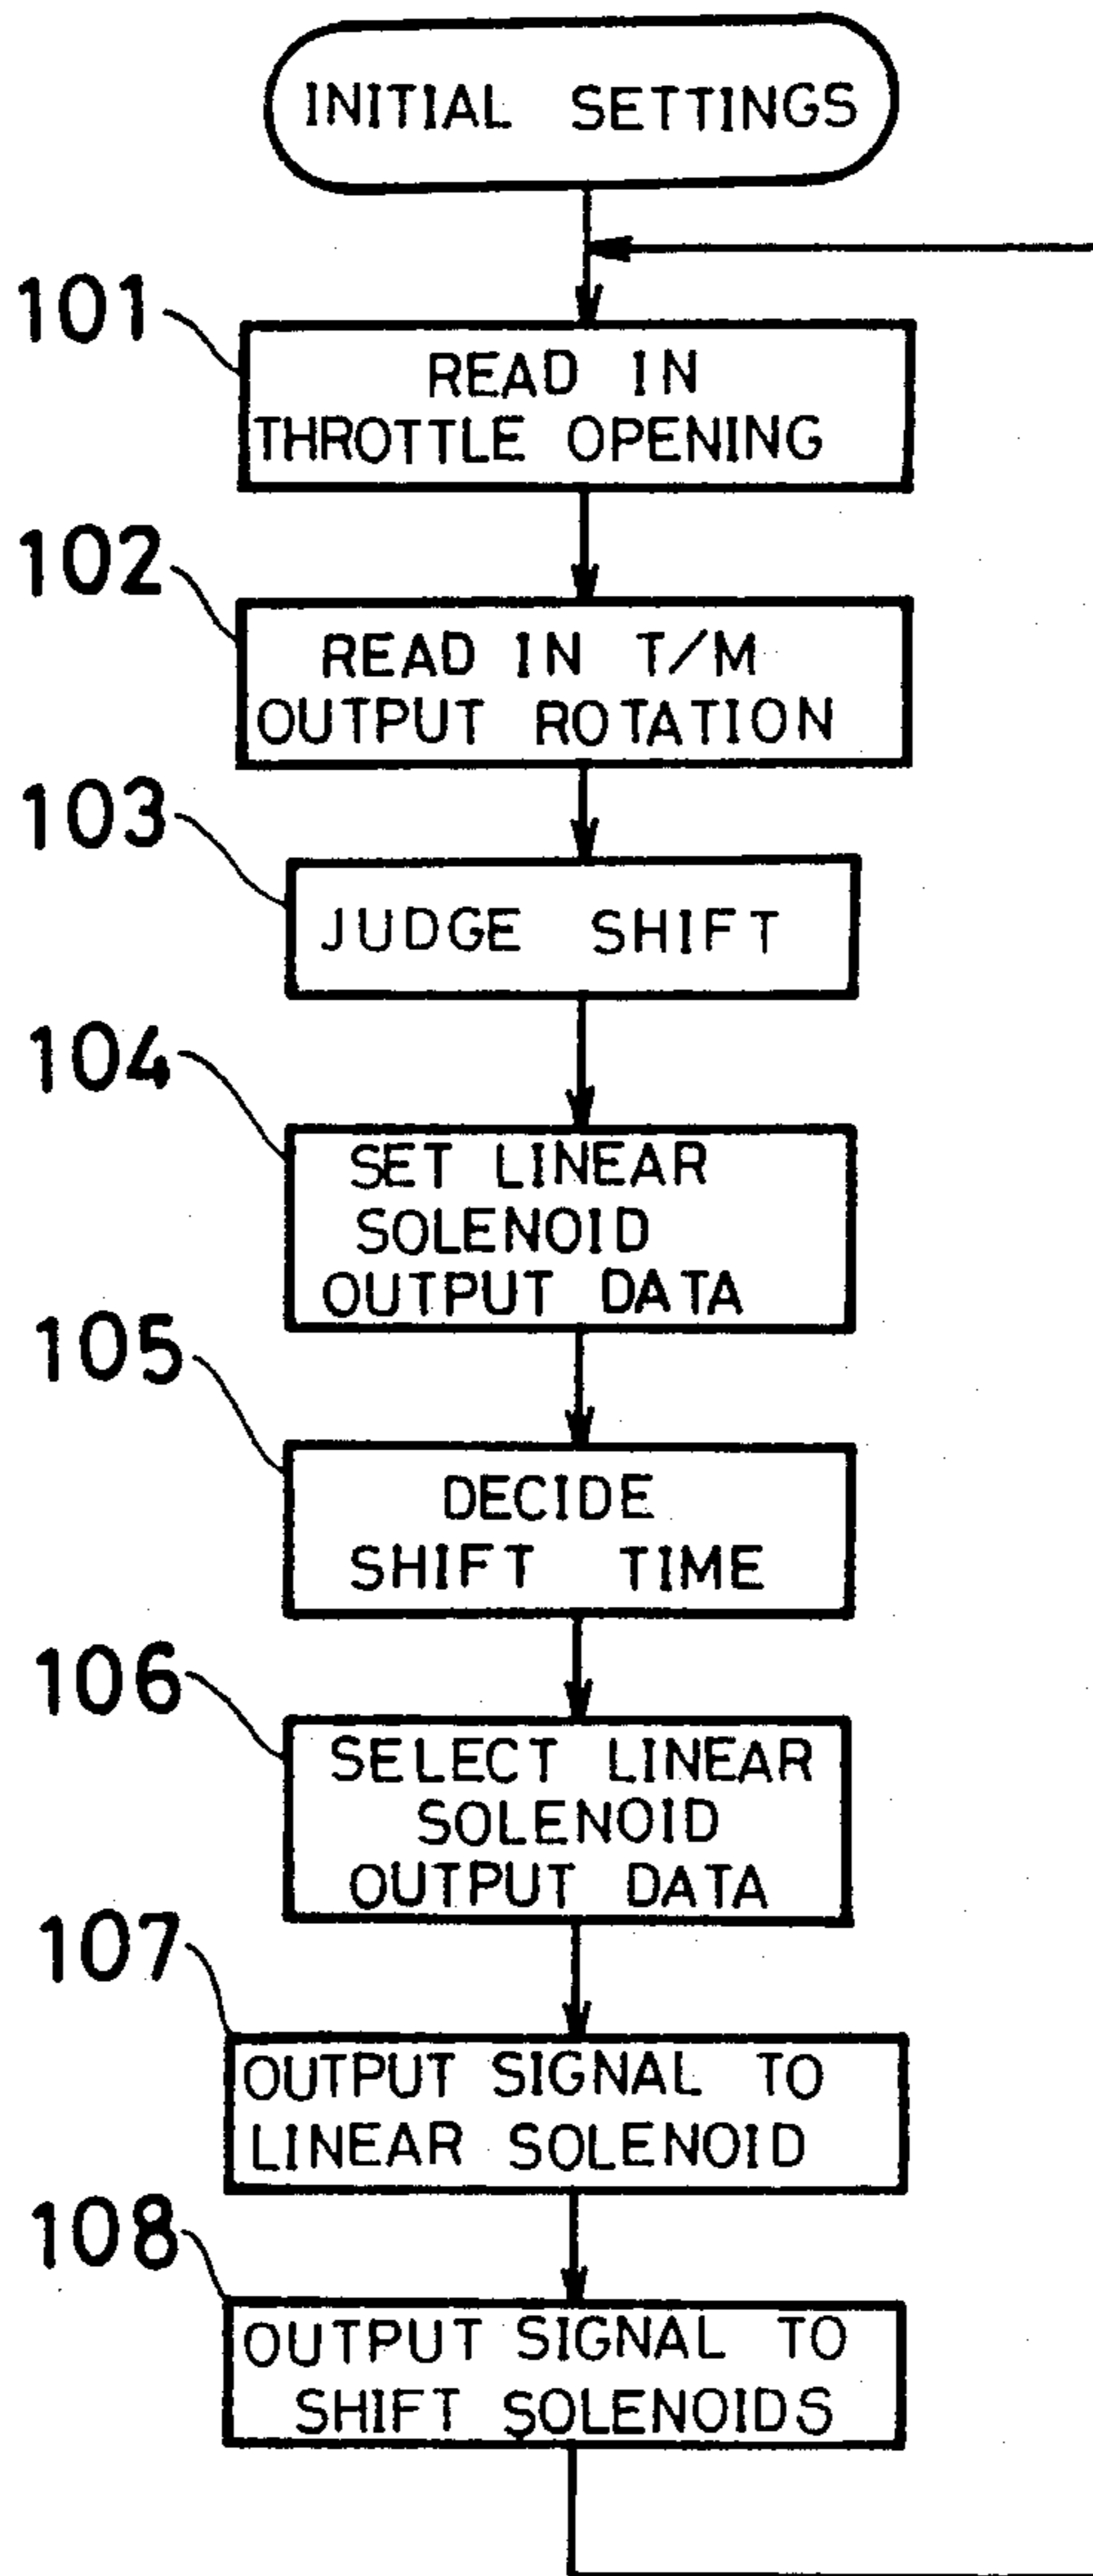 INITIAL SETTINGS
101
READ IN
THROTTLE OPENING
102
READ IN T/M
OUTPUT ROTATION
103
JUDGE SHIFT
104
SET LINEAR
SOLENOID
OUTPUT DATA
105
DECIDE
SHIFT TIME
106
SELECT LINEAR
SOLENOID
OUTPUT DATA
107
OUTPUT SIGNAL TO
LINEAR SOLENOID
108
OUTPUT SIGNAL TO
SHIFT SOLENOIDS